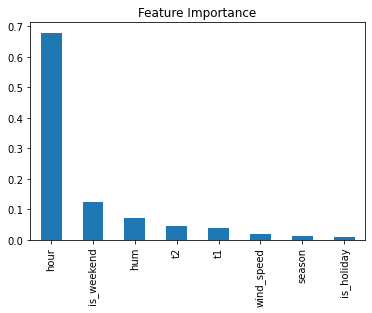 Feature Importance
0.7
0.6
0.5
0.4
0.3
0.2
0.1
0.0
hour
is_weekend
hum
t2
t1
wind_speed
season
is_holiday